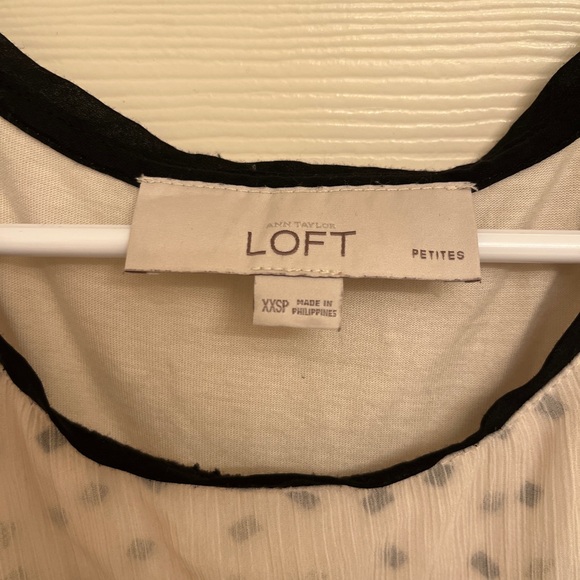 ANN TAYLOR
LOFT
PETITES
XXSP
MADE IN
PHILIPPINES